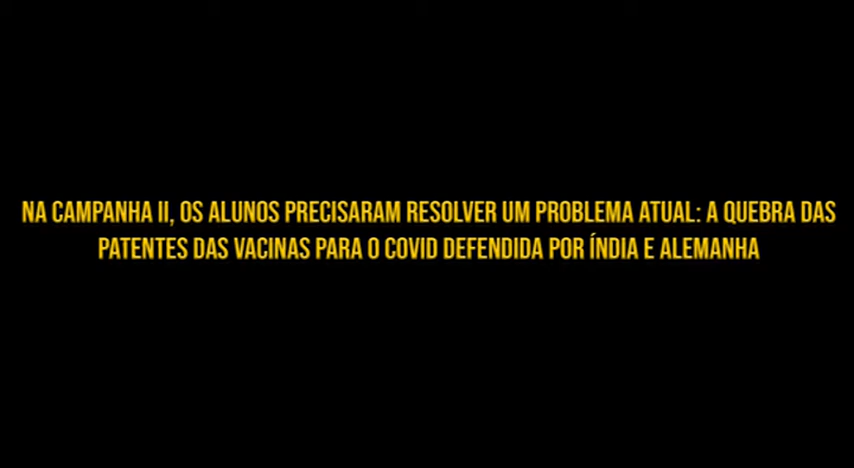 NA CAMPANHA II, OS ALUNOS PRECISARAM RESOLVER UM PROBLEMA ATUAL: A QUEBRA DAS
PATENTES DAS VACINAS PARA O COVID DEFENDIDA POR ÍNDIA E ALEMANHA